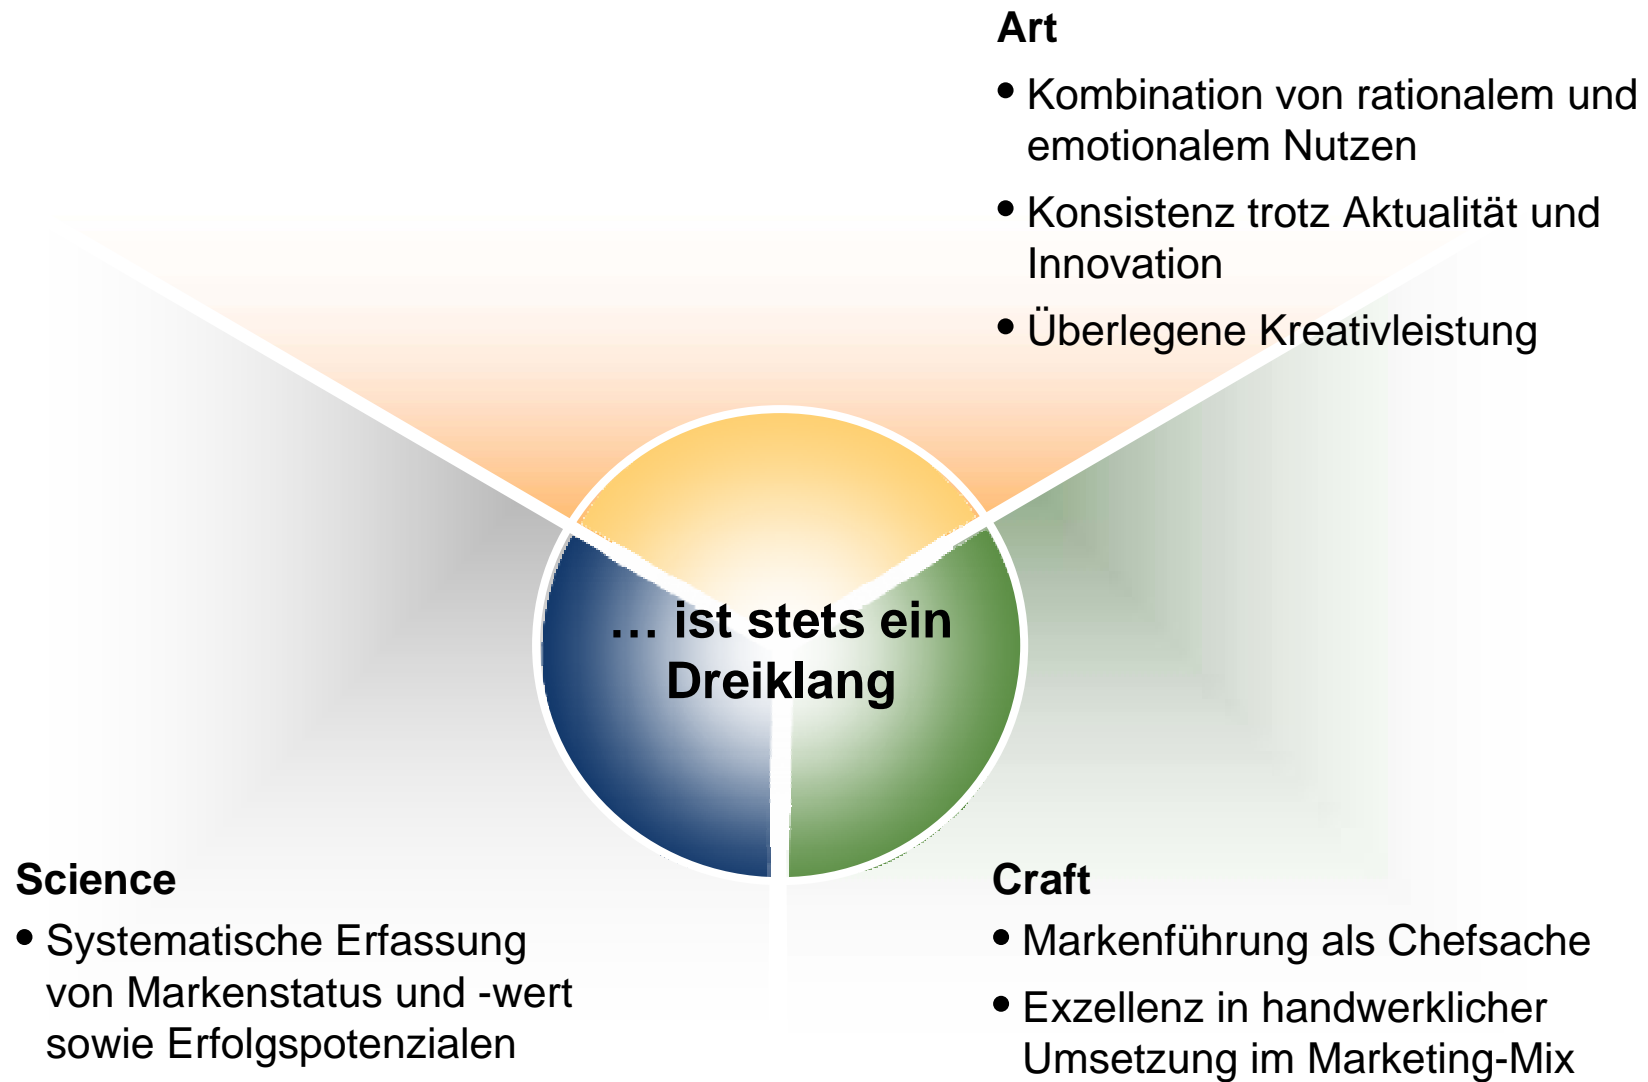 Art
• Kombination von rationalem und
emotionalem Nutzen
• Konsistenz trotz Aktualität und
Innovation
• Überlegene Kreativleistung
… ist stets ein
Dreiklang
Science
• Systematische Erfassung
von Markenstatus und -wert
sowie Erfolgspotenzialen
Craft
• Markenführung als Chefsache
• Exzellenz in handwerklicher
Umsetzung im Marketing-Mix